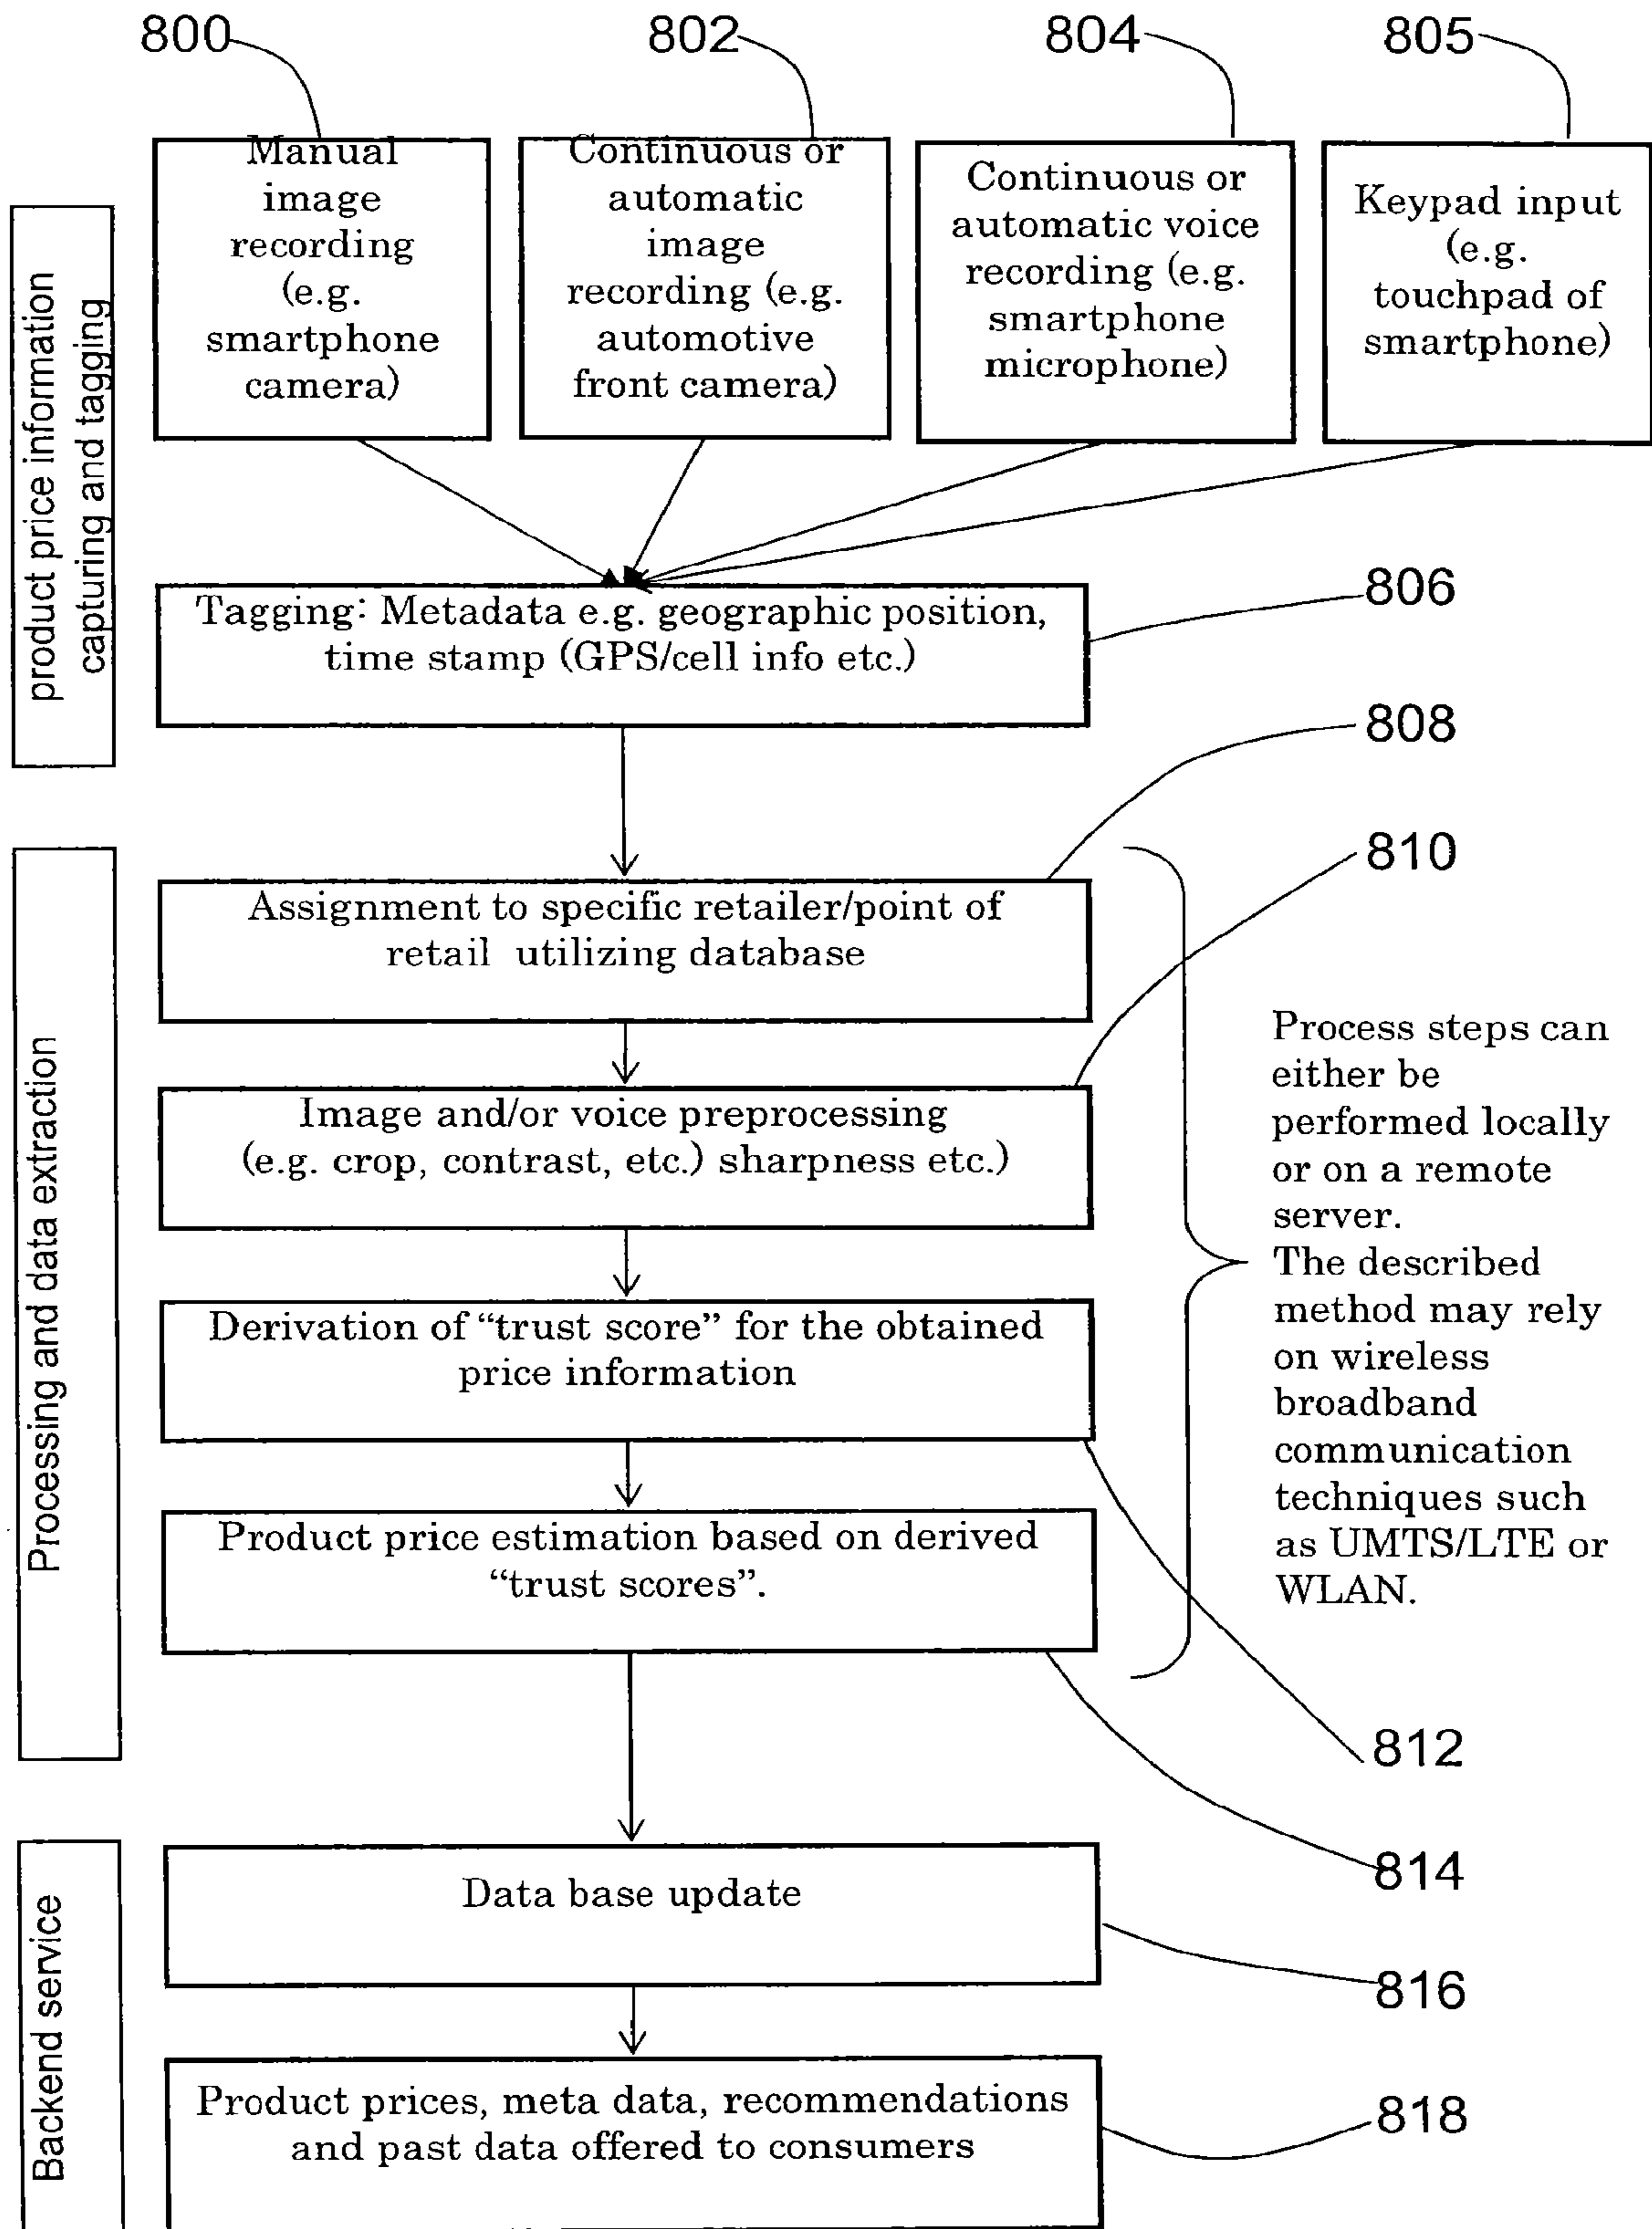 800
802
804
805
Manual
image
recording
(e.g.
smartphone
camera)
Continuous or
automatic
image
recording (e.g.
automotive
front camera)
Continuous or
automatic voice
recording (e.g.
smartphone
microphone)
Keypad input
(e.g.
touchpad of
smartphone)
product price information
capturing and tagging
Tagging: Metadata e.g. geographic position,
time stamp (GPS/cell info etc.)
806
808
810
Processing and data extraction
Assignment to specific retailer/point of
retail utilizing database
Image and/or voice preprocessing
(e.g. crop, contrast, etc.) sharpness etc.)
Derivation of “trust score” for the obtained
price information
Product price estimation based on derived
“trust scores”.
Process steps can
either be
performed locally
or on a remote
server.
The described
method may rely
on wireless
broadband
communication
techniques such
as UMTS/LTE or
WLAN.
812
814
Backend service
Data base update
816
Product prices, meta data, recommendations
and past data offered to consumers
818